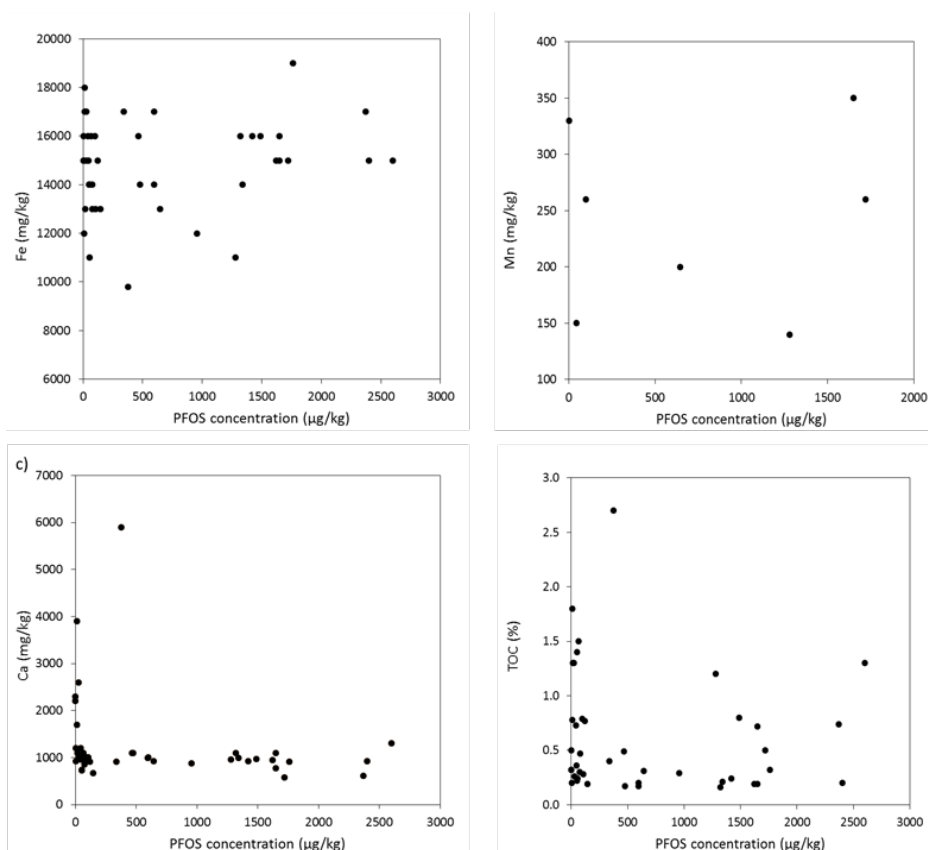 20000
18000
16000
14000
12000
10000
8000
6000
Fe (mg/kg)
0 500 1000 1500 2000 2500 3000
PFOS concentration (µg/kg)
400
350
300
250
200
150
100
Mn (mg/kg)
0 500 1000 1500 2000
PFOS concentration (µg/kg)
c)
7000
6000
5000
4000
3000
2000
1000
0
Ca (mg/kg)
0 500 1000 1500 2000 2500 3000
PFOS concentration (µg/kg)
3.0
2.5
2.0
1.5
1.0
0.5
0.0
TOC (%)
0 500 1000 1500 2000 2500 3000
PFOS concentration (µg/kg)